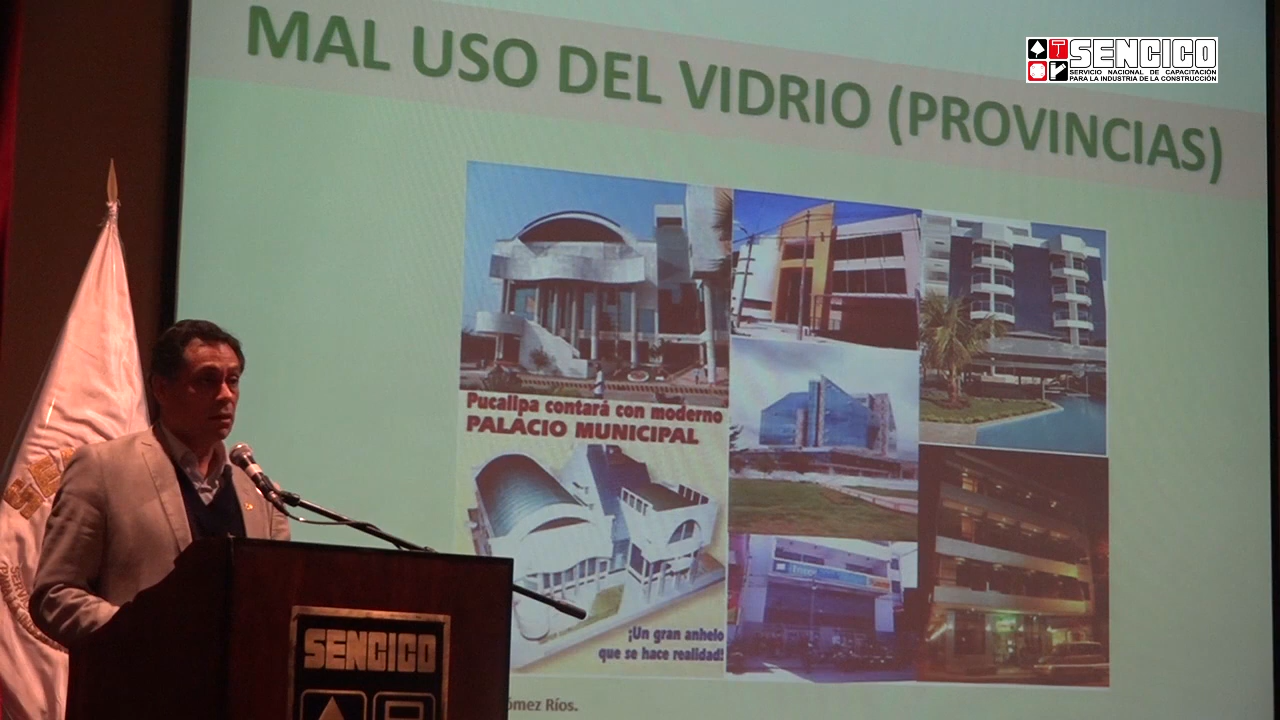 MAL USO DEL VIDRIO (PROVINCIAS)
SENCICO
SERVICIO NACIONAL DE CAPACITACIÓN
PARA LA INDUSTRIA DE LA CONSTRUCCIÓN
Pucallpa contará con moderno
PALACIO MUNICIPAL
¡Un gran anhelo
que se hace realidad!
Ríos.
SENCICO